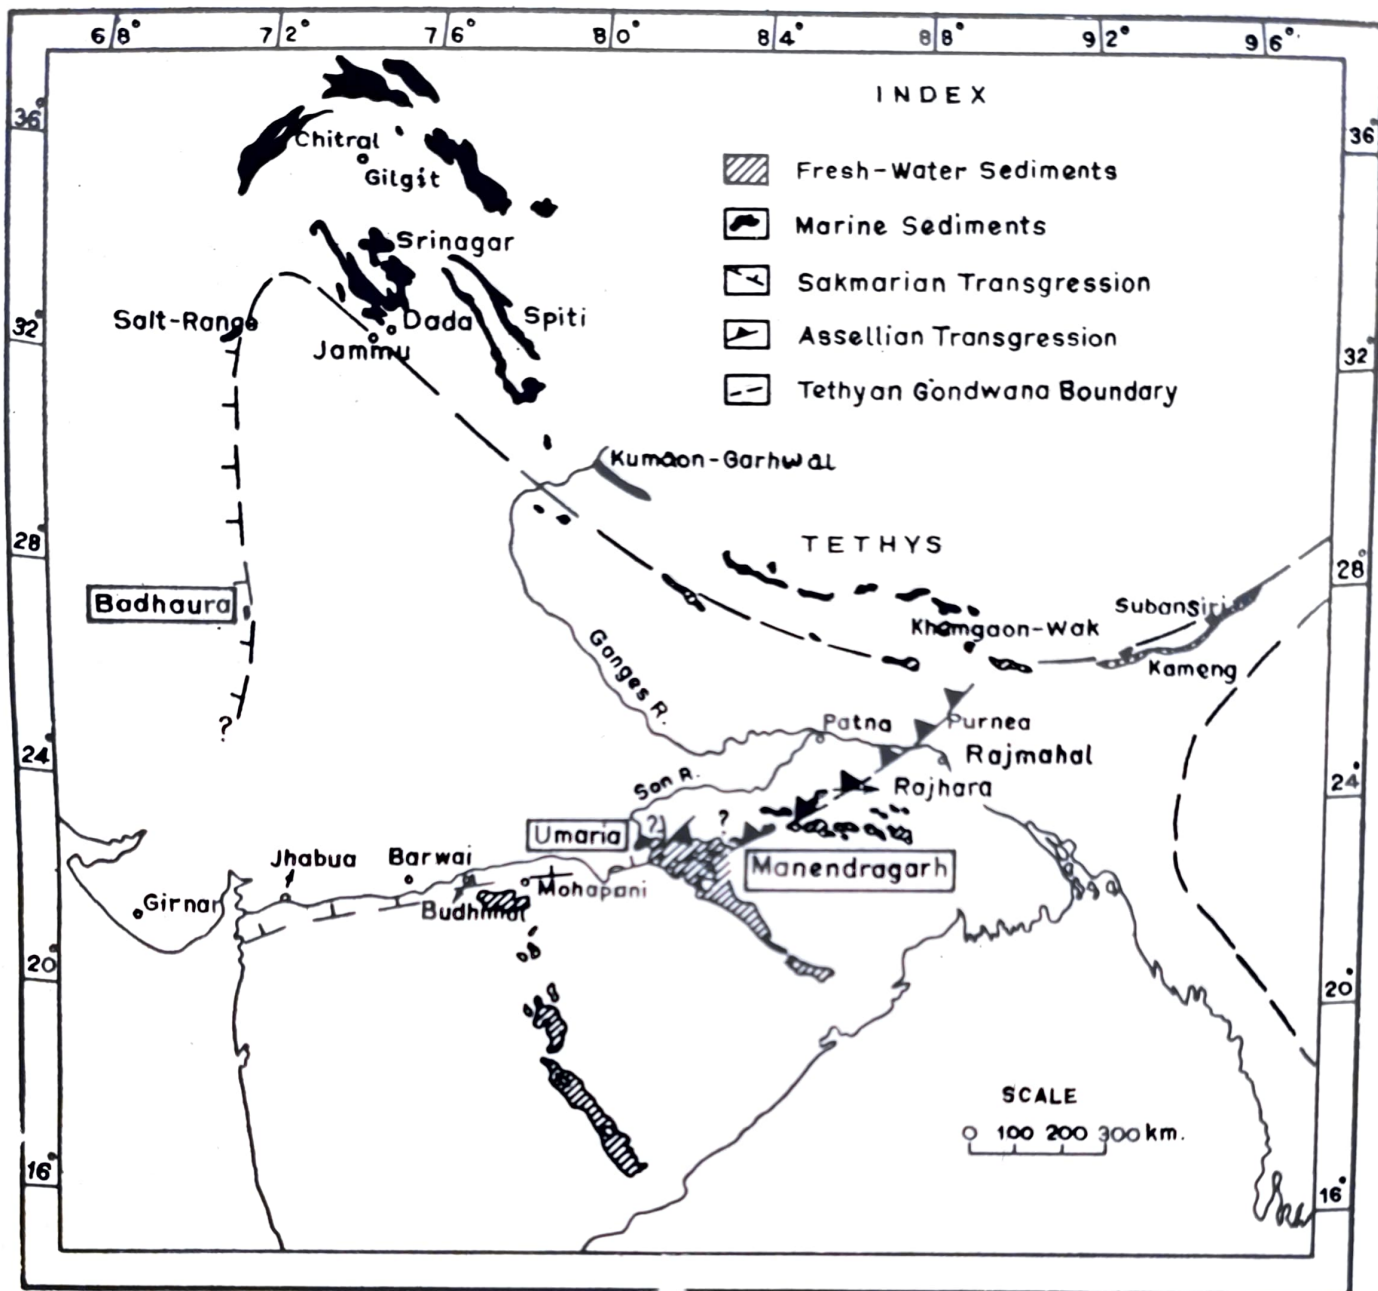 68° 72° 76° 80° 84° 88° 92° 96°
INDEX
36° 36°
Chitral
Gilgit
Fresh-Water Sediments
Marine Sediments
Srinagar
Sakmarian Transgression
Salt-Range
Dada
Spiti
32°
Jammu
Assellian Transgression
32°
Tethyan Gondwana Boundary
Kumaon-Garhwal
28°
TETHYS
28°
Badhaura
Subansiri
Khamgaon-Wak
Ganges R.
Kameng
?
Patna
Purnea
24°
Rajmahal
24°
Son R.
Rajhara
Umaria
? ?
Jhabua
Barwai
Manendragarh
Mohapani
Girnar
Budhmal
20°
20°
SCALE
0 100 200 300 km.
16°
16°